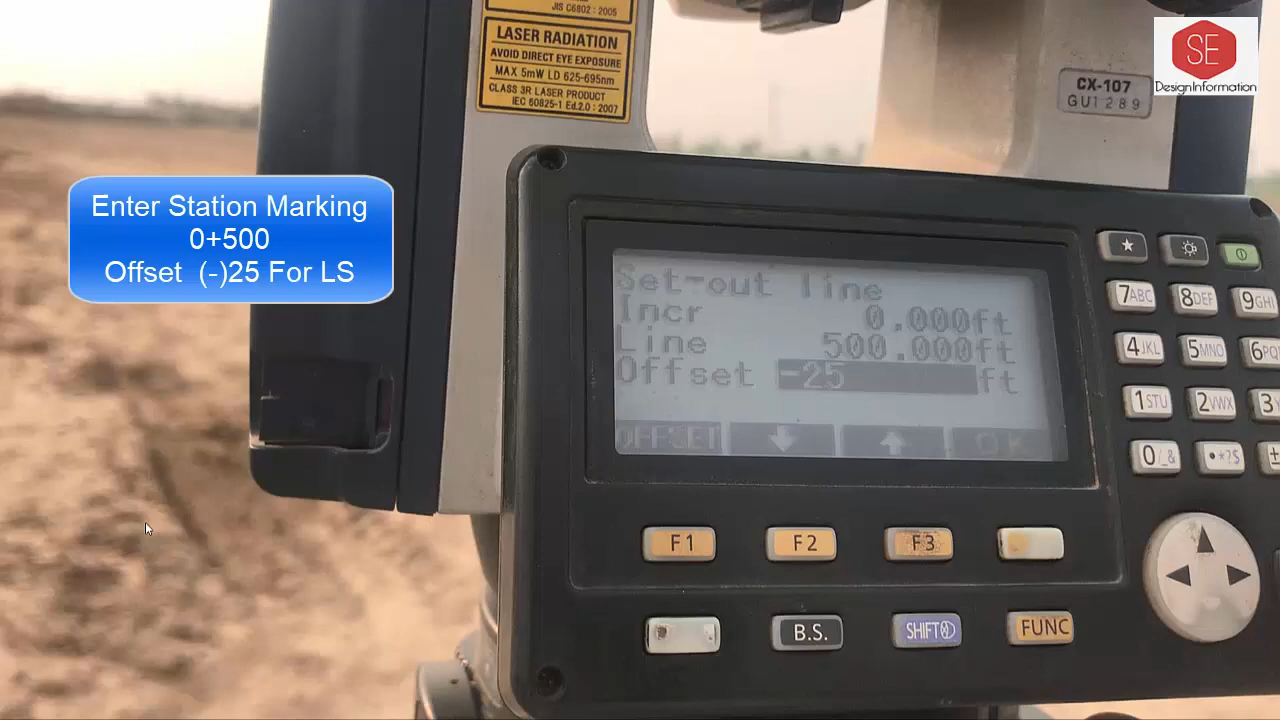 JIS C6802 : 2005
LASER RADIATION
AVOID DIRECT EYE EXPOSURE
MAX 5mW LD 625-695nm
CLASS 3R LASER PRODUCT
IEC 60825-1 Ed.2.0 : 2007
SE
DesignInformation
CX-107
GU1289
Enter Station Marking
0+500
Offset (-)25 For LS
Set-out line
Incr 0.000ft
Line 500.000ft
Offset -25 ft
OFFSET ↓ ↑ OK
7ABC 8DEF 9GHI
4JKL 5MNO
1STU 2VWX
0/_& •*?$ ±
F1 F2 F3
B.S. SHIFT FUNC